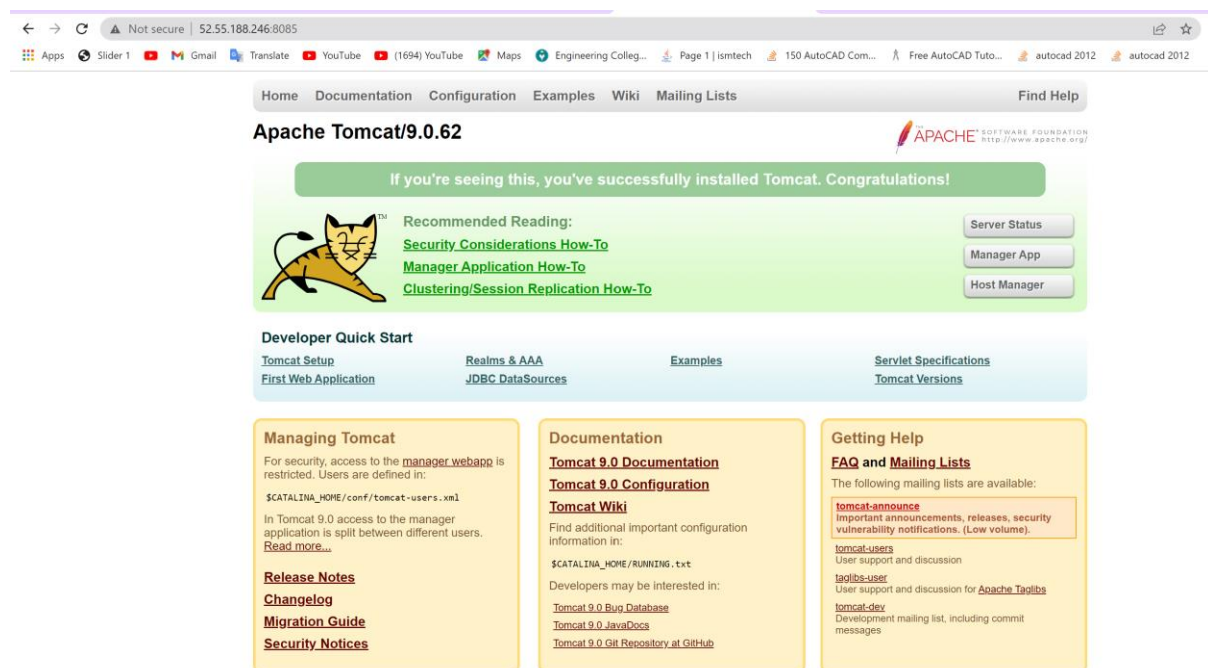 Not secure | 52.55.188.246:8085
Apps Slider 1 Gmail Translate YouTube (1694) YouTube Maps Engineering Colleg... Page 1 | ismtech 150 AutoCAD Com... Free AutoCAD Tuto... autocad 2012 autocad 2012
Home Documentation Configuration Examples Wiki Mailing Lists Find Help
Apache Tomcat/9.0.62
THE
APACHE® SOFTWARE FOUNDATION
http://www.apache.org/
If you're seeing this, you've successfully installed Tomcat. Congratulations!
TM
Recommended Reading:
Security Considerations How-To
Manager Application How-To
Clustering/Session Replication How-To
Server Status
Manager App
Host Manager
Developer Quick Start
Tomcat Setup Realms & AAA Examples Servlet Specifications
First Web Application JDBC DataSources Tomcat Versions
Managing Tomcat
For security, access to the manager webapp is
restricted. Users are defined in:
$CATALINA_HOME/conf/tomcat-users.xml
In Tomcat 9.0 access to the manager
application is split between different users.
Read more...
Release Notes
Changelog
Migration Guide
Security Notices
Documentation
Tomcat 9.0 Documentation
Tomcat 9.0 Configuration
Tomcat Wiki
Find additional important configuration
information in:
$CATALINA_HOME/RUNNING.txt
Developers may be interested in:
Tomcat 9.0 Bug Database
Tomcat 9.0 JavaDocs
Tomcat 9.0 Git Repository at GitHub
Getting Help
FAQ and Mailing Lists
The following mailing lists are available:
tomcat-announce
Important announcements, releases, security
vulnerability notifications. (Low volume).
tomcat-users
User support and discussion
taglibs-user
User support and discussion for Apache Taglibs
tomcat-dev
Development mailing list, including commit
messages